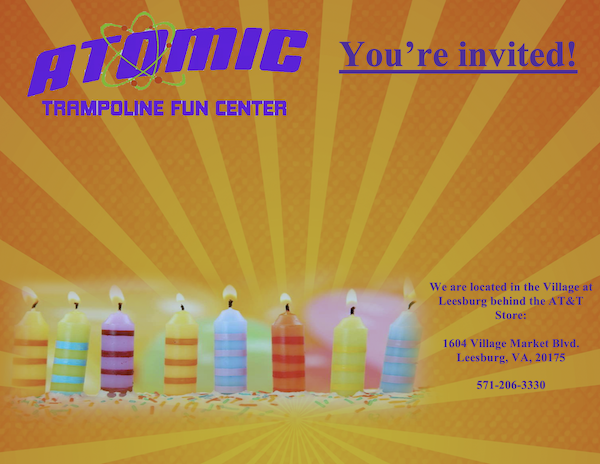 ATOMIC
TRAMPOLINE FUN CENTER
You’re invited!
We are located in the Village at
Leesburg behind the AT&T
Store:
1604 Village Market Blvd.
Leesburg, VA, 20175
571-206-3330